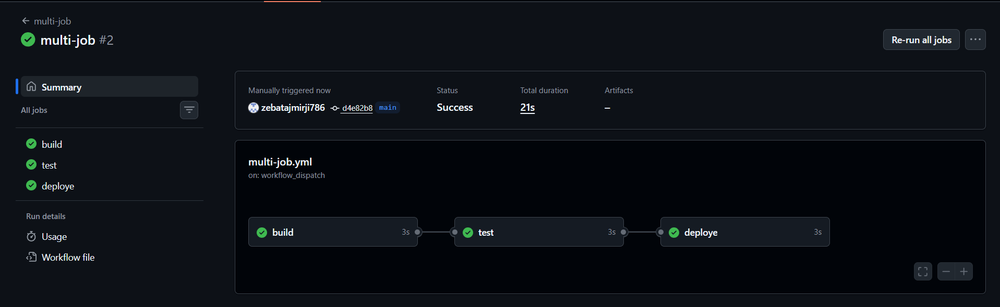 multi-job
multi-job #2
Re-run all jobs
Summary
All jobs
build
test
deploye
Run details
Usage
Workflow file
Manually triggered now
zebatajmirji786 d4e82b8 main
Status
Success
Total duration
21s
Artifacts
–
multi-job.yml
on: workflow_dispatch
build 3s
test 3s
deploye 3s